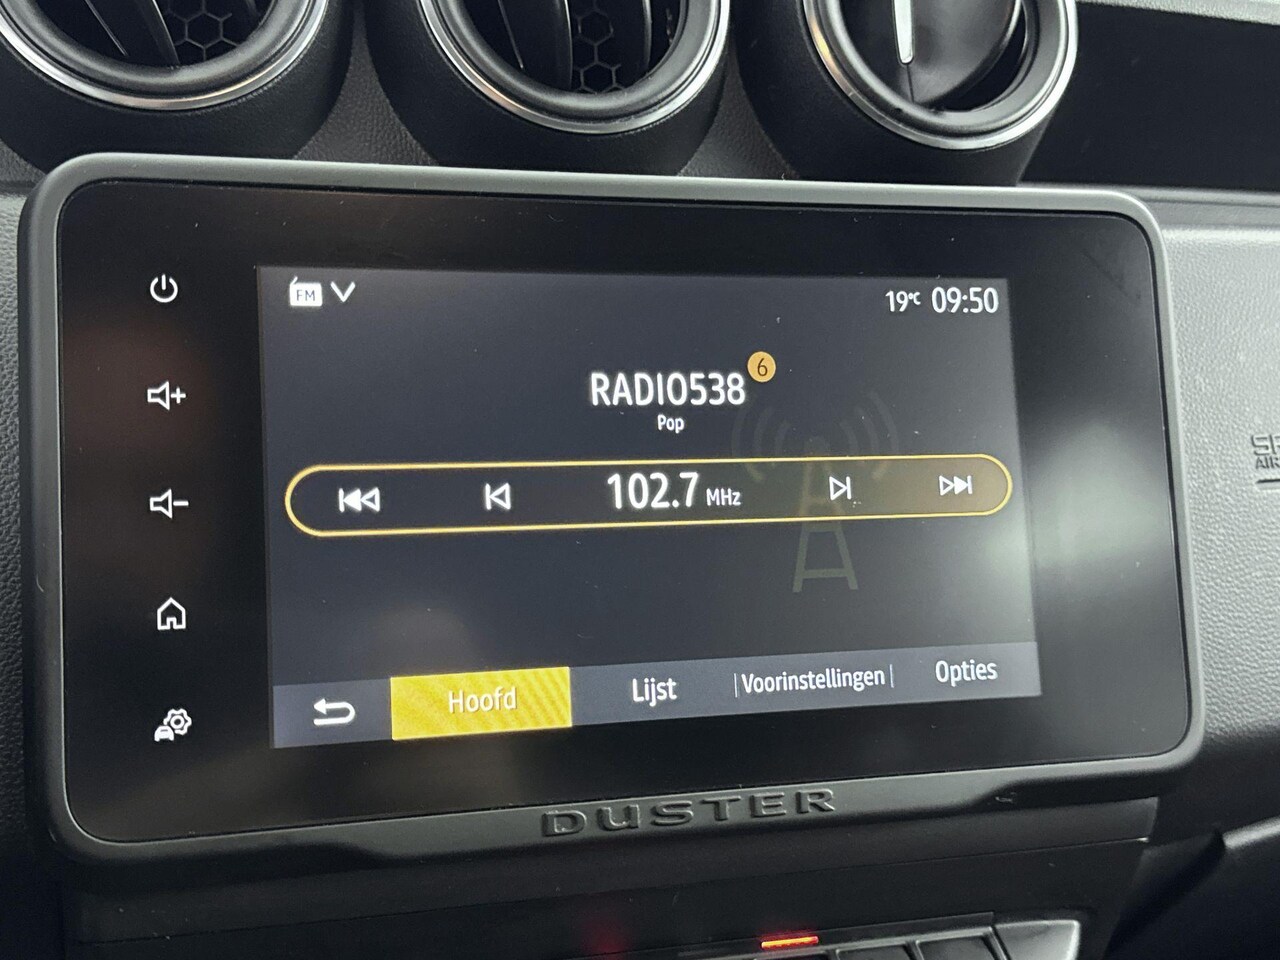 FM
19°C 09:50
RADIO538
6
Pop
102.7 MHz
Hoofd
Lijst
Voorinstellingen
Opties
DUSTER